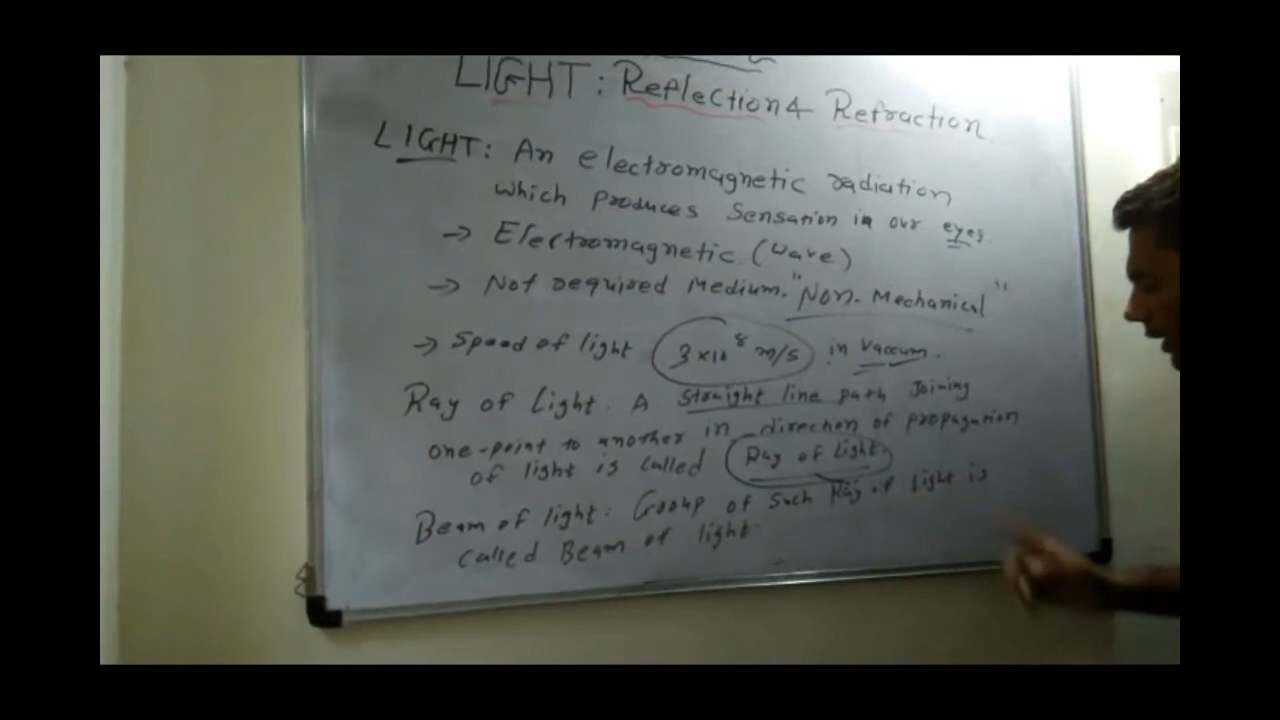 LIGHT: Reflection & Refraction
LIGHT: An electromagnetic radiation
which produces Sensation in our eyes.
→ Electromagnetic (wave)
→ Not required Medium. "Non-Mechanical"
→ Speed of light 3×10⁸ m/s in Vaccum.
Ray of Light. A straight line path Joining
one-point to another in direction of propagation
of light is called Ray of Light.
Beam of light: Group of such Ray of Light is
called Beam of light.